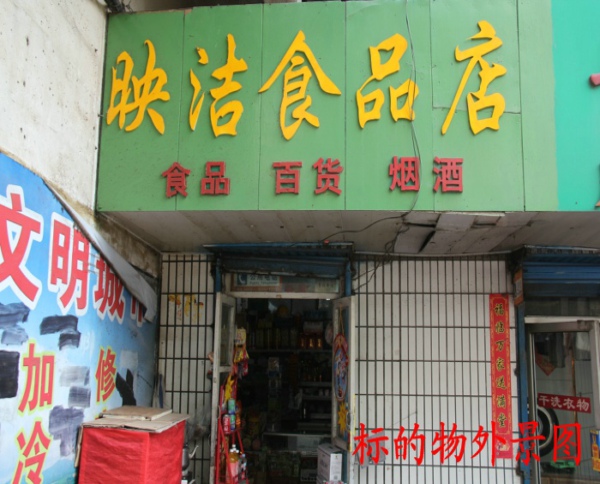 映洁食品店
食品 百货 烟酒
文明城市
加 修
冷
干洗衣物
标的物外景图